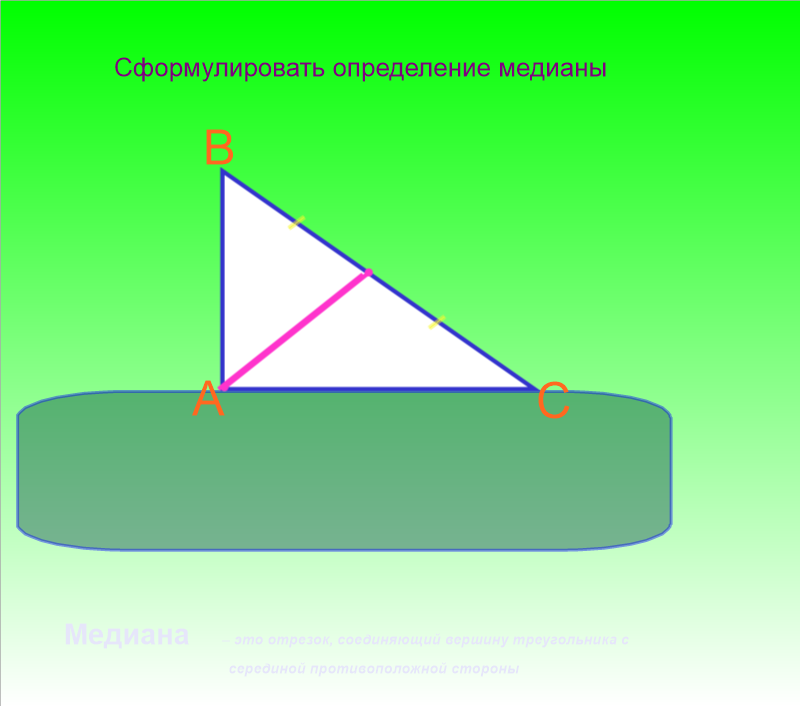 Сформулировать определение медианы
B
A
C
Медиана – это отрезок, соединяющий вершину треугольника с
серединой противоположной стороны